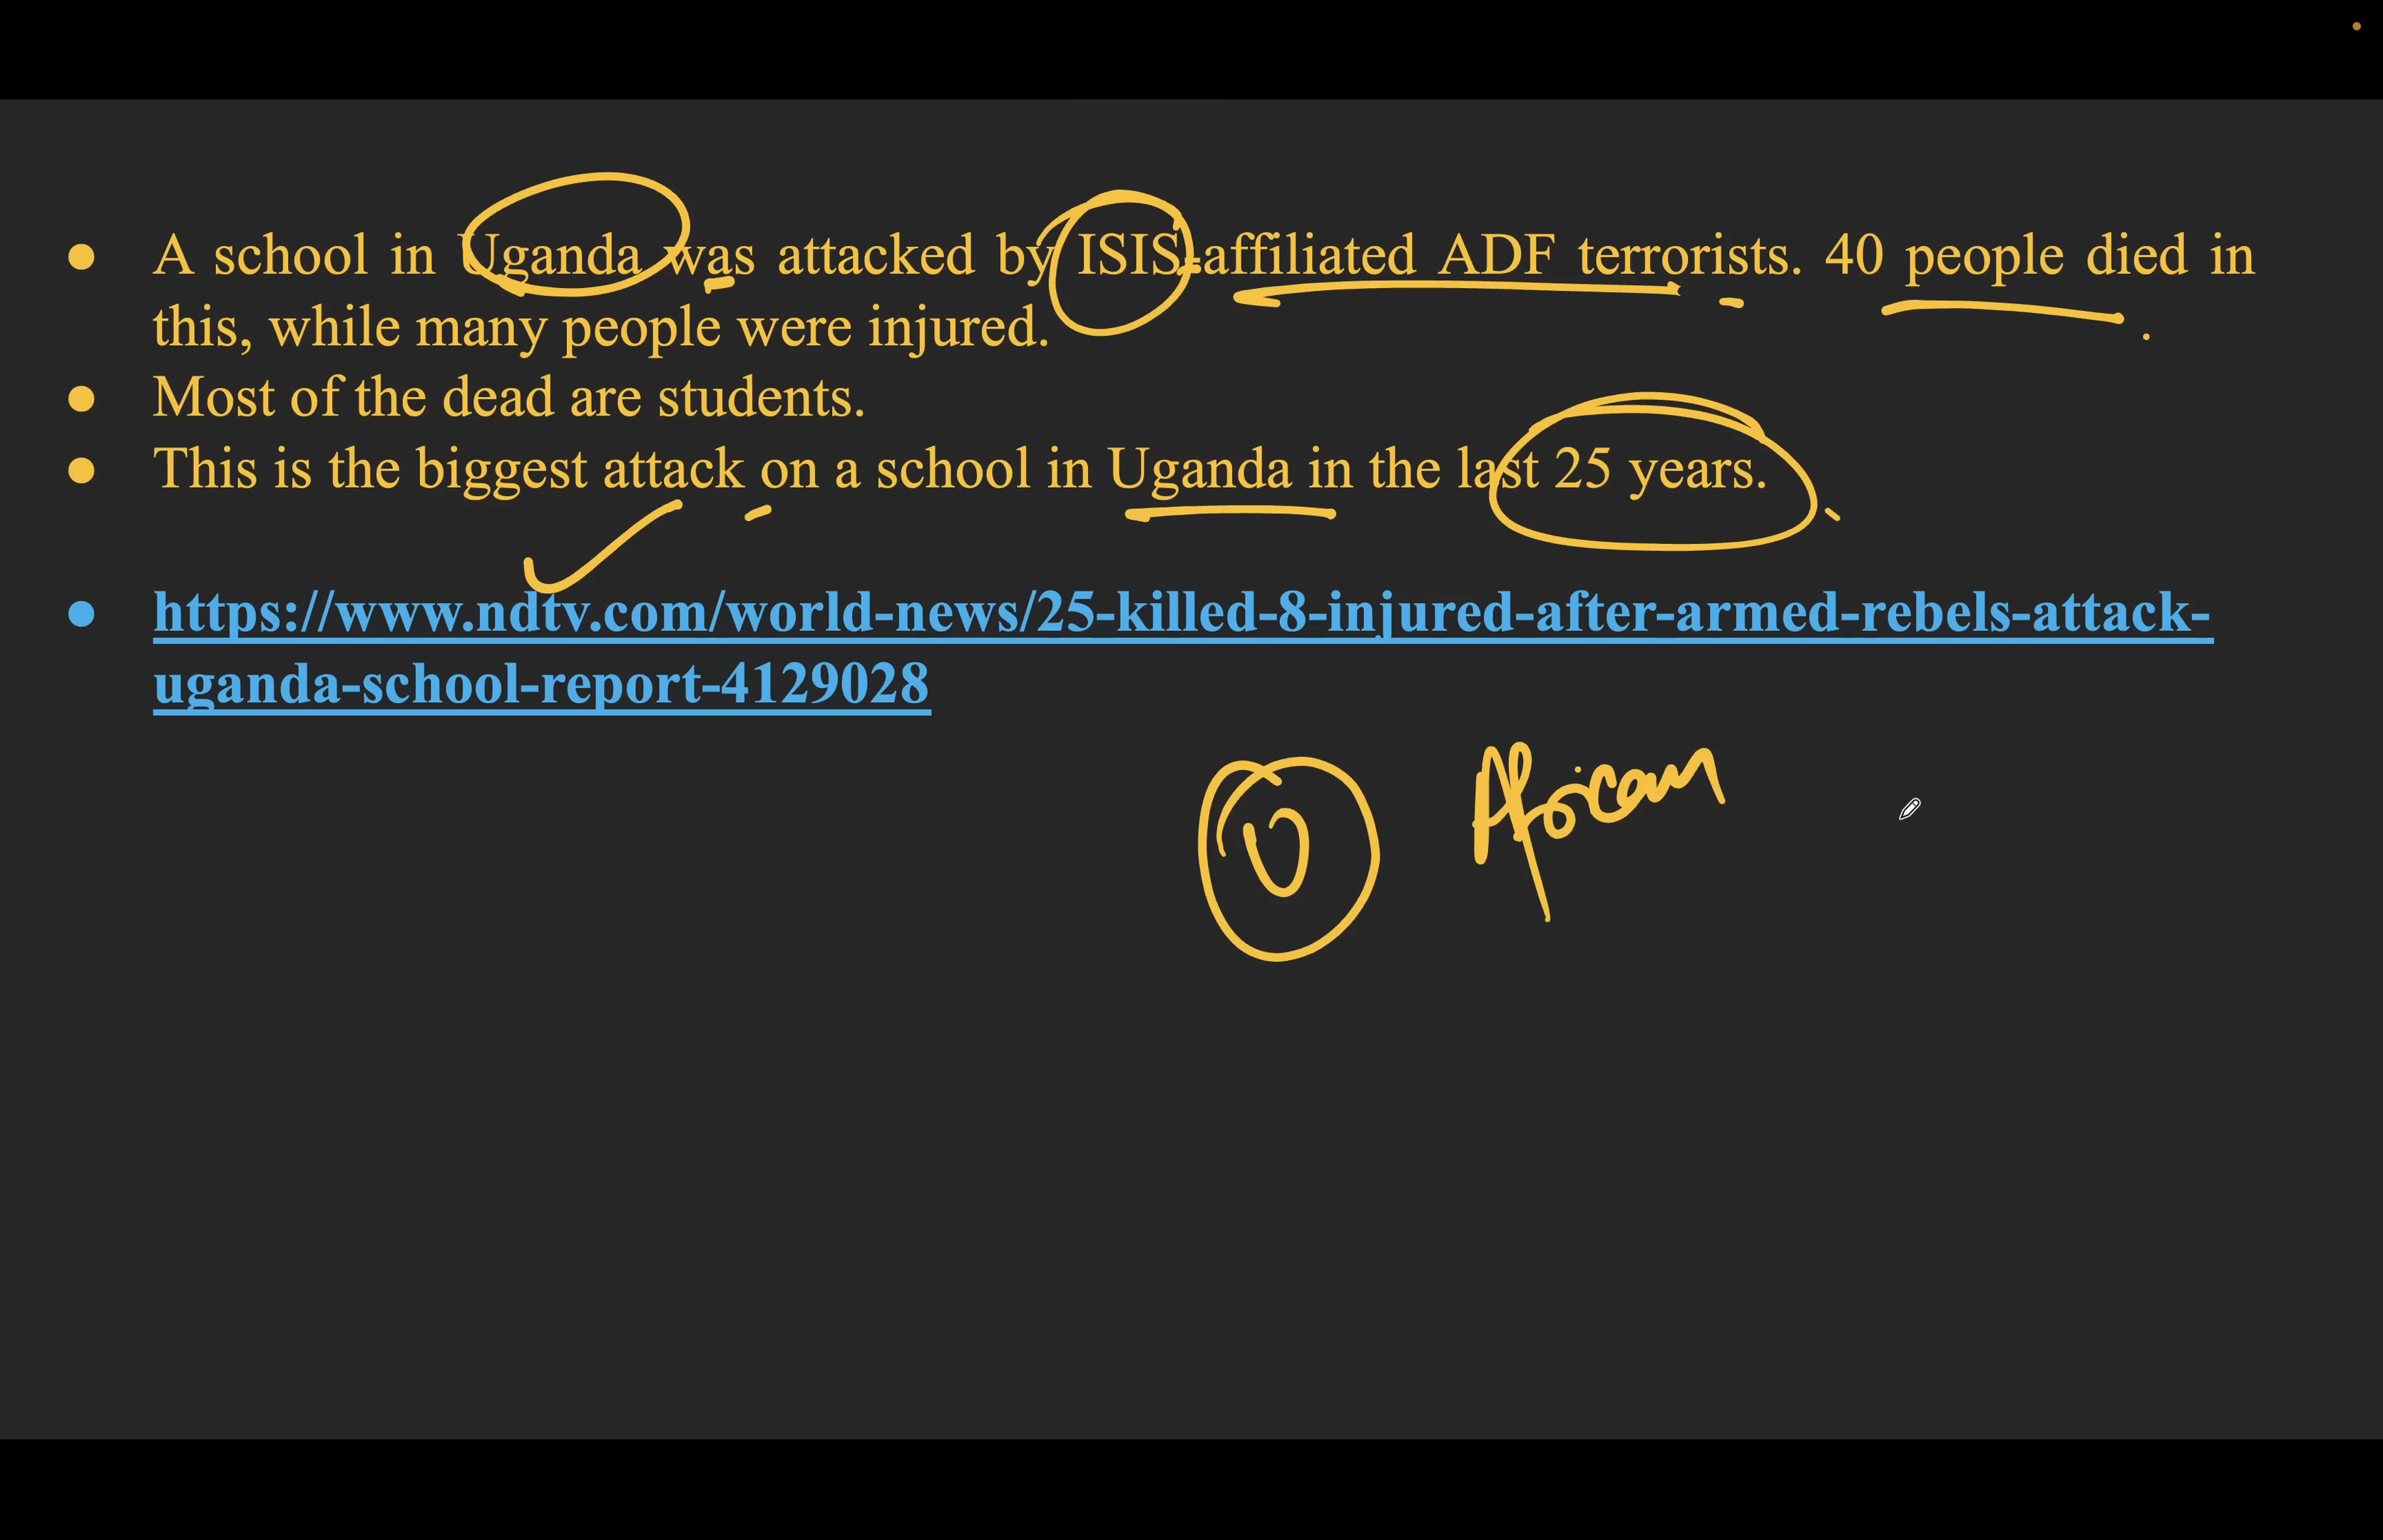 A school in Uganda was attacked by ISIS-affiliated ADF terrorists. 40 people died in
this, while many people were injured.
Most of the dead are students.
This is the biggest attack on a school in Uganda in the last 25 years.
https://www.ndtv.com/world-news/25-killed-8-injured-after-armed-rebels-attack-
uganda-school-report-4129028
African